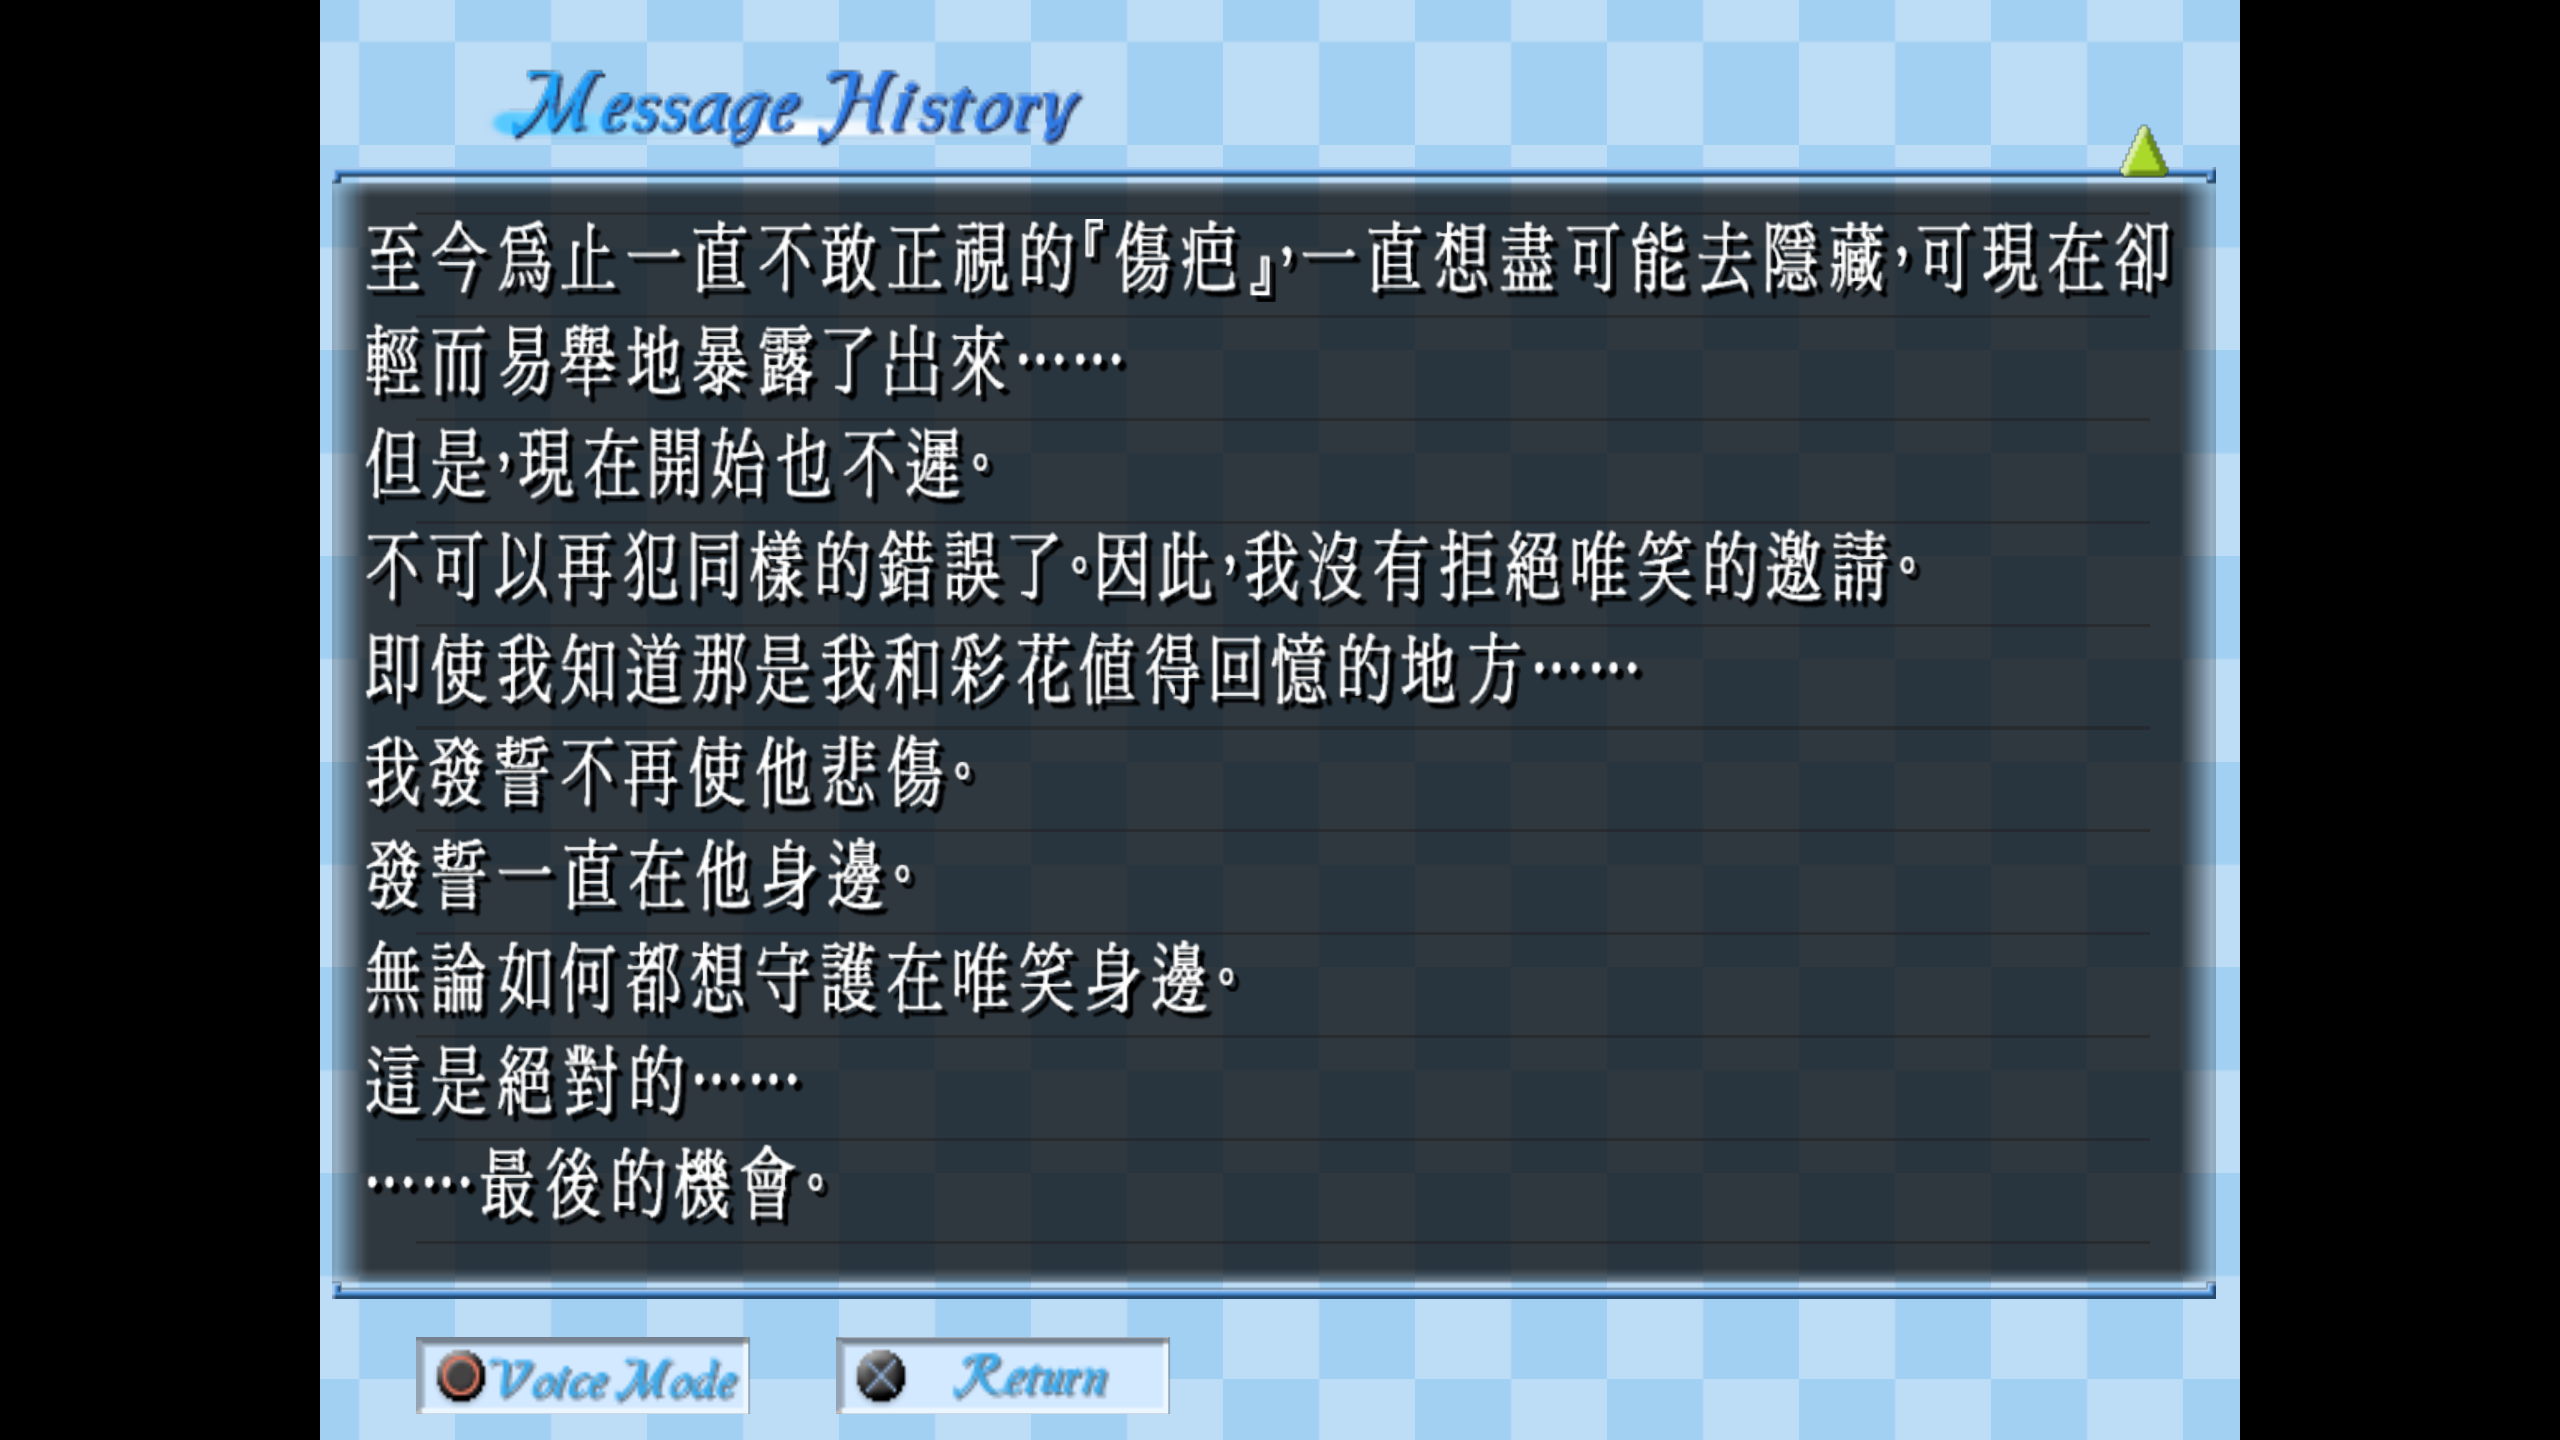 Message History
至今爲止一直不敢正視的『傷疤』，一直想盡可能去隱藏，可現在卻
輕而易舉地暴露了出來……
但是，現在開始也不遲。
不可以再犯同樣的錯誤了。因此，我沒有拒絕唯笑的邀請。
即使我知道那是我和彩花值得回憶的地方……
我發誓不再使他悲傷。
發誓一直在他身邊。
無論如何都想守護在唯笑身邊。
這是絕對的……
……最後的機會。
Voice Mode Return